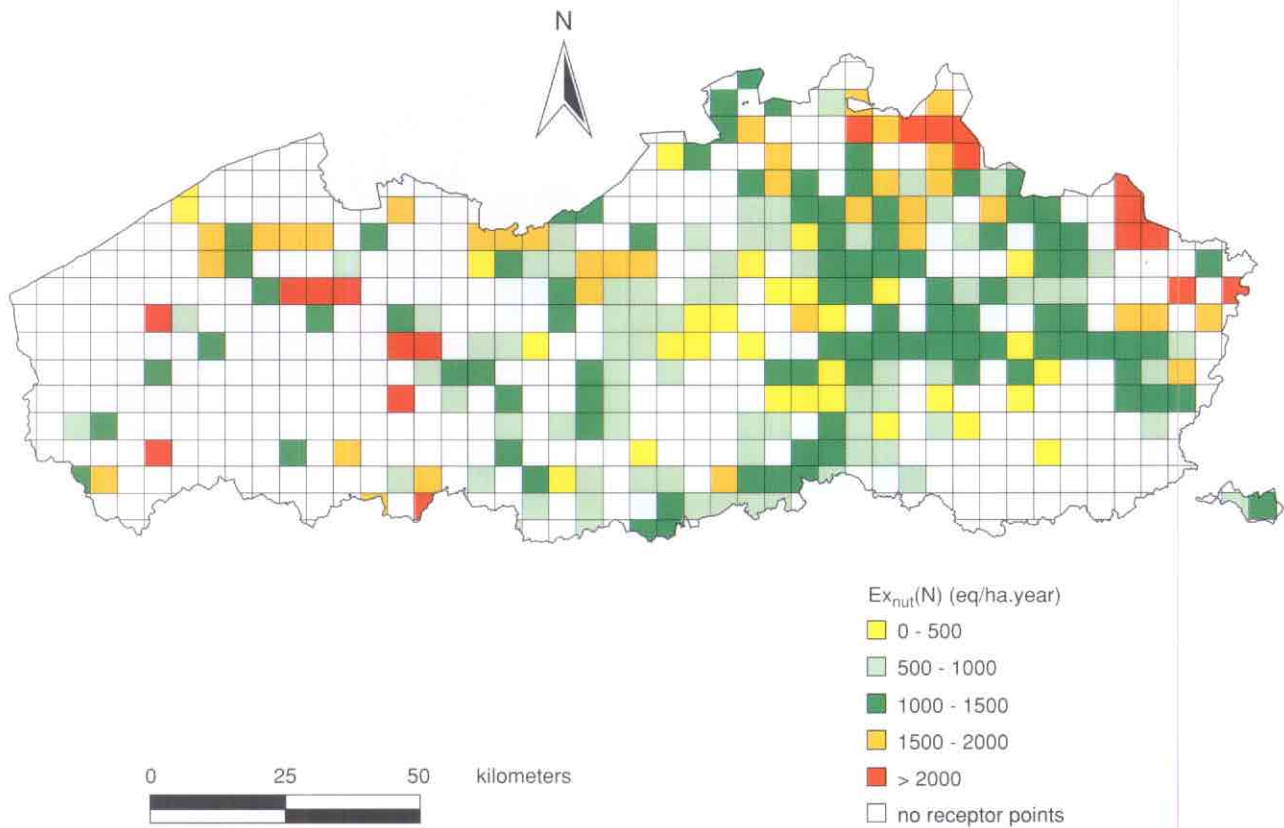 N
Ex_nut(N) (eq/ha.year)
0 - 500
500 - 1000
1000 - 1500
1500 - 2000
> 2000
no receptor points
0 25 50 kilometers